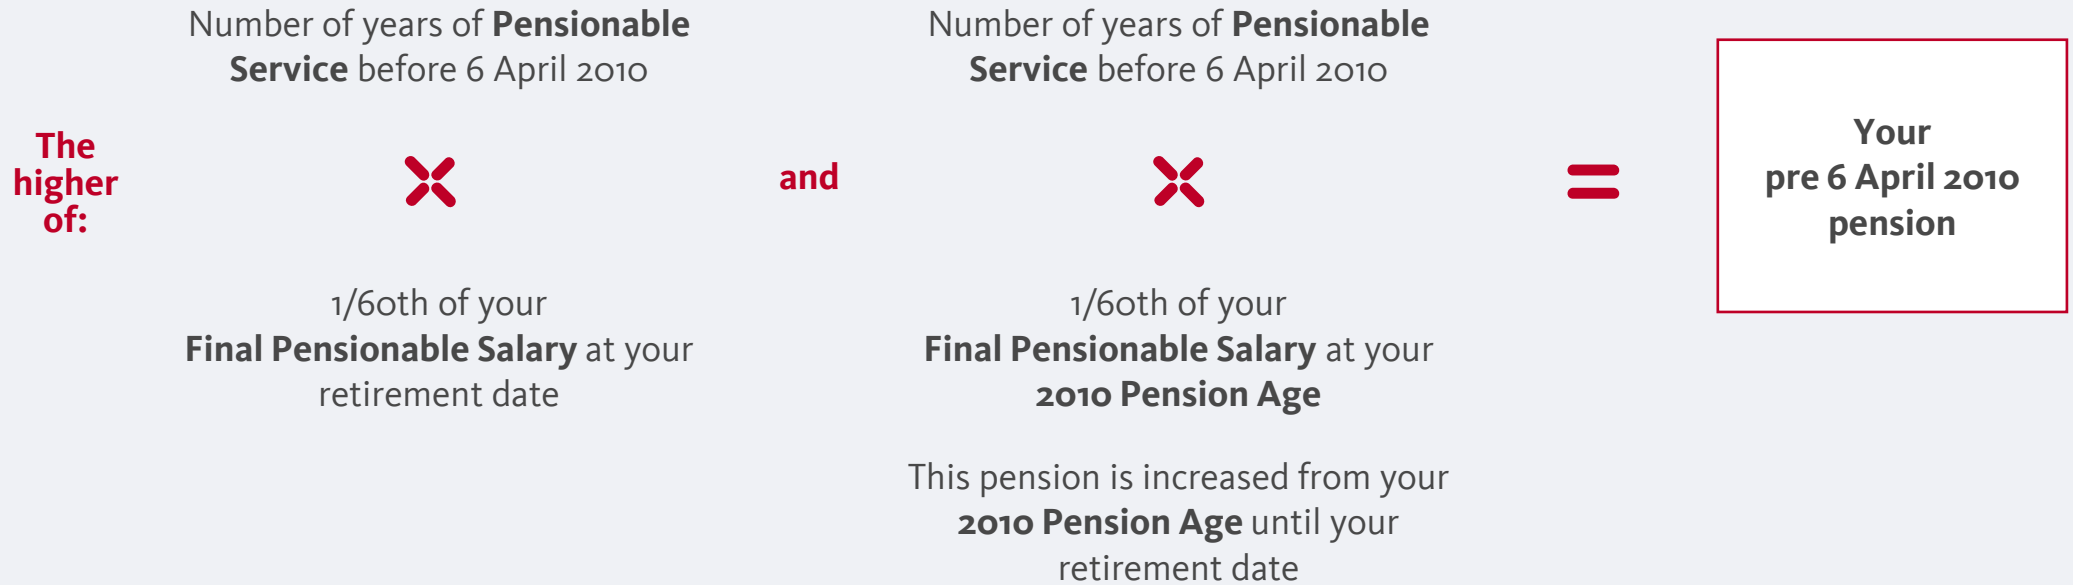 The
higher
of:
Number of years of Pensionable
Service before 6 April 2010
×
1/60th of your
Final Pensionable Salary at your
retirement date
and
Number of years of Pensionable
Service before 6 April 2010
×
1/60th of your
Final Pensionable Salary at your
2010 Pension Age
This pension is increased from your
2010 Pension Age until your
retirement date
=
Your
pre 6 April 2010
pension